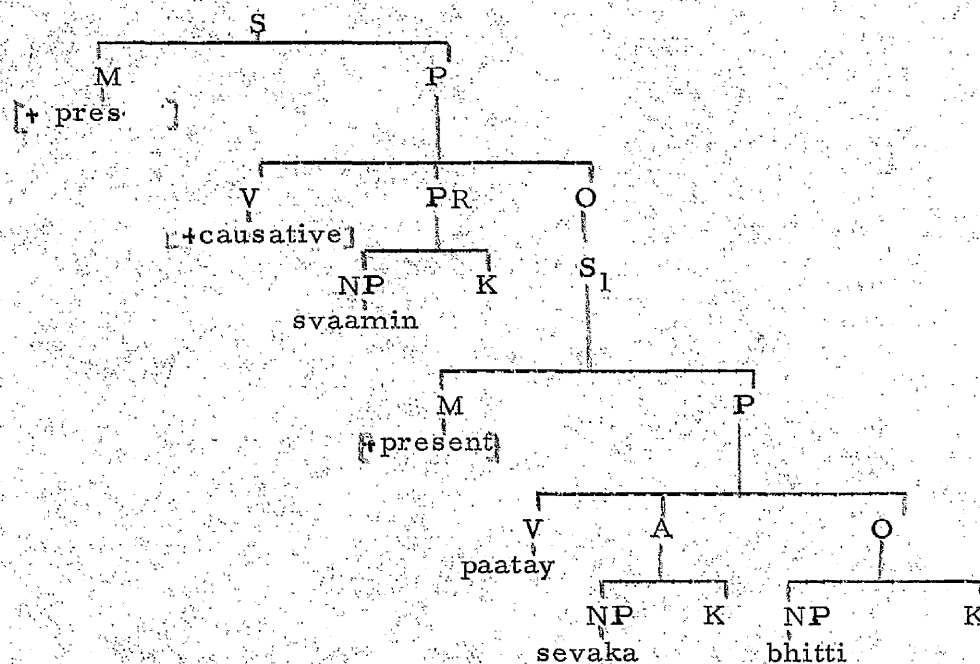 S
M P
[+ pres ]
V PR O
[+causative]
NP K S1
svaamin
M P
[+present]
V A O
paatay
NP K NP K
sevaka bhitti